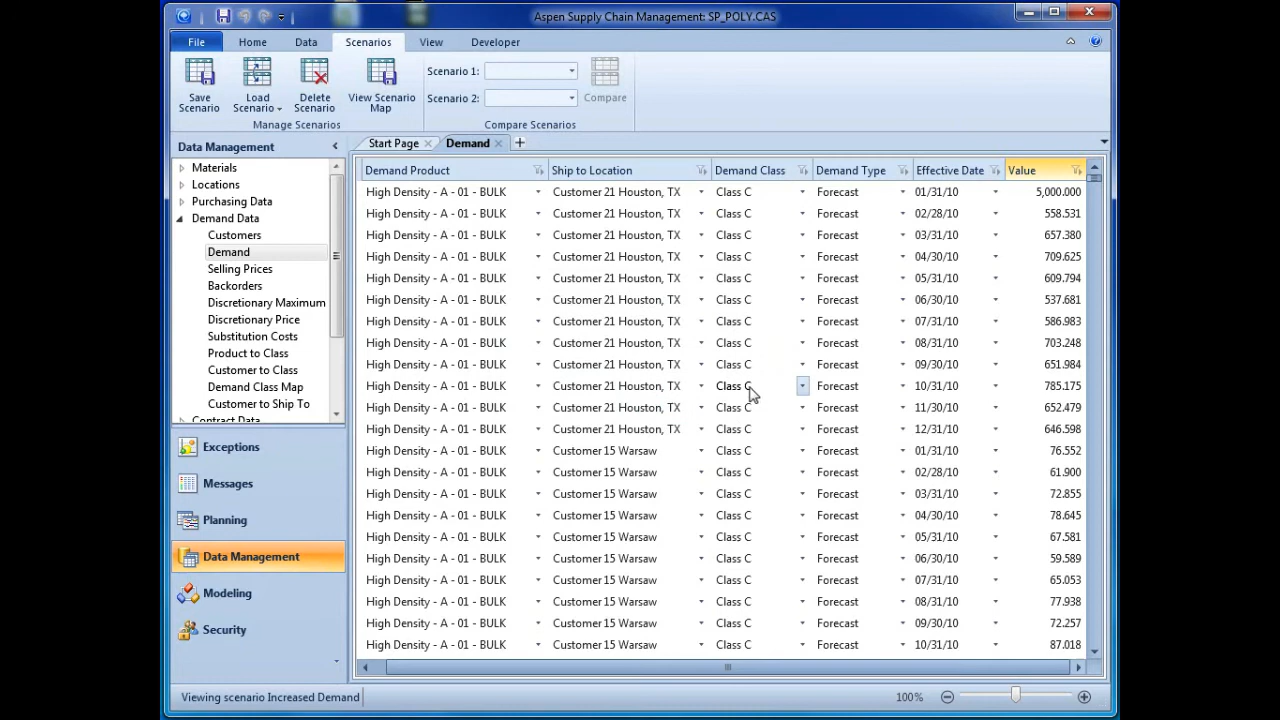 Aspen Supply Chain Management: SP_POLY.CAS
File Home Data Scenarios View Developer
Save Scenario
Load Scenario
Delete Scenario
View Scenario Map
Manage Scenarios
Scenario 1:
Scenario 2:
Compare
Compare Scenarios
Data Management
Materials
Locations
Purchasing Data
Demand Data
Customers
Demand
Selling Prices
Backorders
Discretionary Maximum
Discretionary Price
Substitution Costs
Product to Class
Customer to Class
Demand Class Map
Customer to Ship To
Contract Data
Exceptions
Messages
Planning
Data Management
Modeling
Security
Start Page Demand
Demand Product Ship to Location Demand Class Demand Type Effective Date Value
High Density - A - 01 - BULK Customer 21 Houston, TX Class C Forecast 01/31/10 5,000.000
High Density - A - 01 - BULK Customer 21 Houston, TX Class C Forecast 02/28/10 558.531
High Density - A - 01 - BULK Customer 21 Houston, TX Class C Forecast 03/31/10 657.380
High Density - A - 01 - BULK Customer 21 Houston, TX Class C Forecast 04/30/10 709.625
High Density - A - 01 - BULK Customer 21 Houston, TX Class C Forecast 05/31/10 609.794
High Density - A - 01 - BULK Customer 21 Houston, TX Class C Forecast 06/30/10 537.681
High Density - A - 01 - BULK Customer 21 Houston, TX Class C Forecast 07/31/10 586.983
High Density - A - 01 - BULK Customer 21 Houston, TX Class C Forecast 08/31/10 703.248
High Density - A - 01 - BULK Customer 21 Houston, TX Class C Forecast 09/30/10 651.984
High Density - A - 01 - BULK Customer 21 Houston, TX Class C Forecast 10/31/10 785.175
High Density - A - 01 - BULK Customer 21 Houston, TX Class C Forecast 11/30/10 652.479
High Density - A - 01 - BULK Customer 21 Houston, TX Class C Forecast 12/31/10 646.598
High Density - A - 01 - BULK Customer 15 Warsaw Class C Forecast 01/31/10 76.552
High Density - A - 01 - BULK Customer 15 Warsaw Class C Forecast 02/28/10 61.900
High Density - A - 01 - BULK Customer 15 Warsaw Class C Forecast 03/31/10 72.855
High Density - A - 01 - BULK Customer 15 Warsaw Class C Forecast 04/30/10 78.645
High Density - A - 01 - BULK Customer 15 Warsaw Class C Forecast 05/31/10 67.581
High Density - A - 01 - BULK Customer 15 Warsaw Class C Forecast 06/30/10 59.589
High Density - A - 01 - BULK Customer 15 Warsaw Class C Forecast 07/31/10 65.053
High Density - A - 01 - BULK Customer 15 Warsaw Class C Forecast 08/31/10 77.938
High Density - A - 01 - BULK Customer 15 Warsaw Class C Forecast 09/30/10 72.257
High Density - A - 01 - BULK Customer 15 Warsaw Class C Forecast 10/31/10 87.018
Viewing scenario Increased Demand 100%